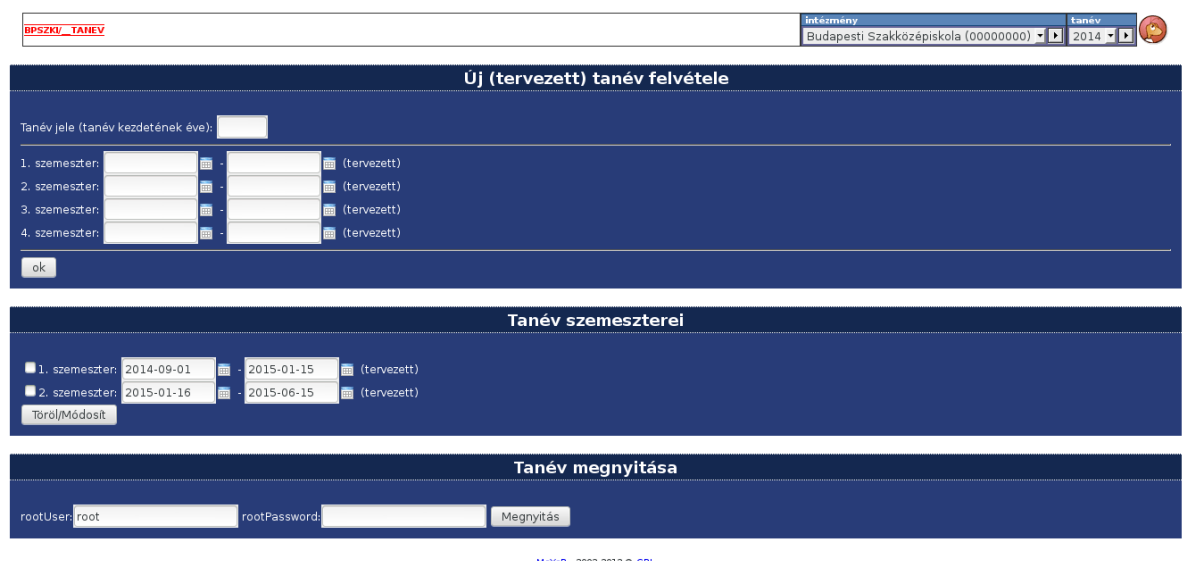 BPSZKI/__TANEV
intézmény tanév
Budapesti Szakközépiskola (00000000) 2014
Új (tervezett) tanév felvétele
Tanév jele (tanév kezdetének éve):
1. szemeszter: - (tervezett)
2. szemeszter: - (tervezett)
3. szemeszter: - (tervezett)
4. szemeszter: - (tervezett)
ok
Tanév szemeszterei
1. szemeszter: 2014-09-01 - 2015-01-15 (tervezett)
2. szemeszter: 2015-01-16 - 2015-06-15 (tervezett)
Töröl/Módosít
Tanév megnyitása
rootUser: root rootPassword: Megnyitás